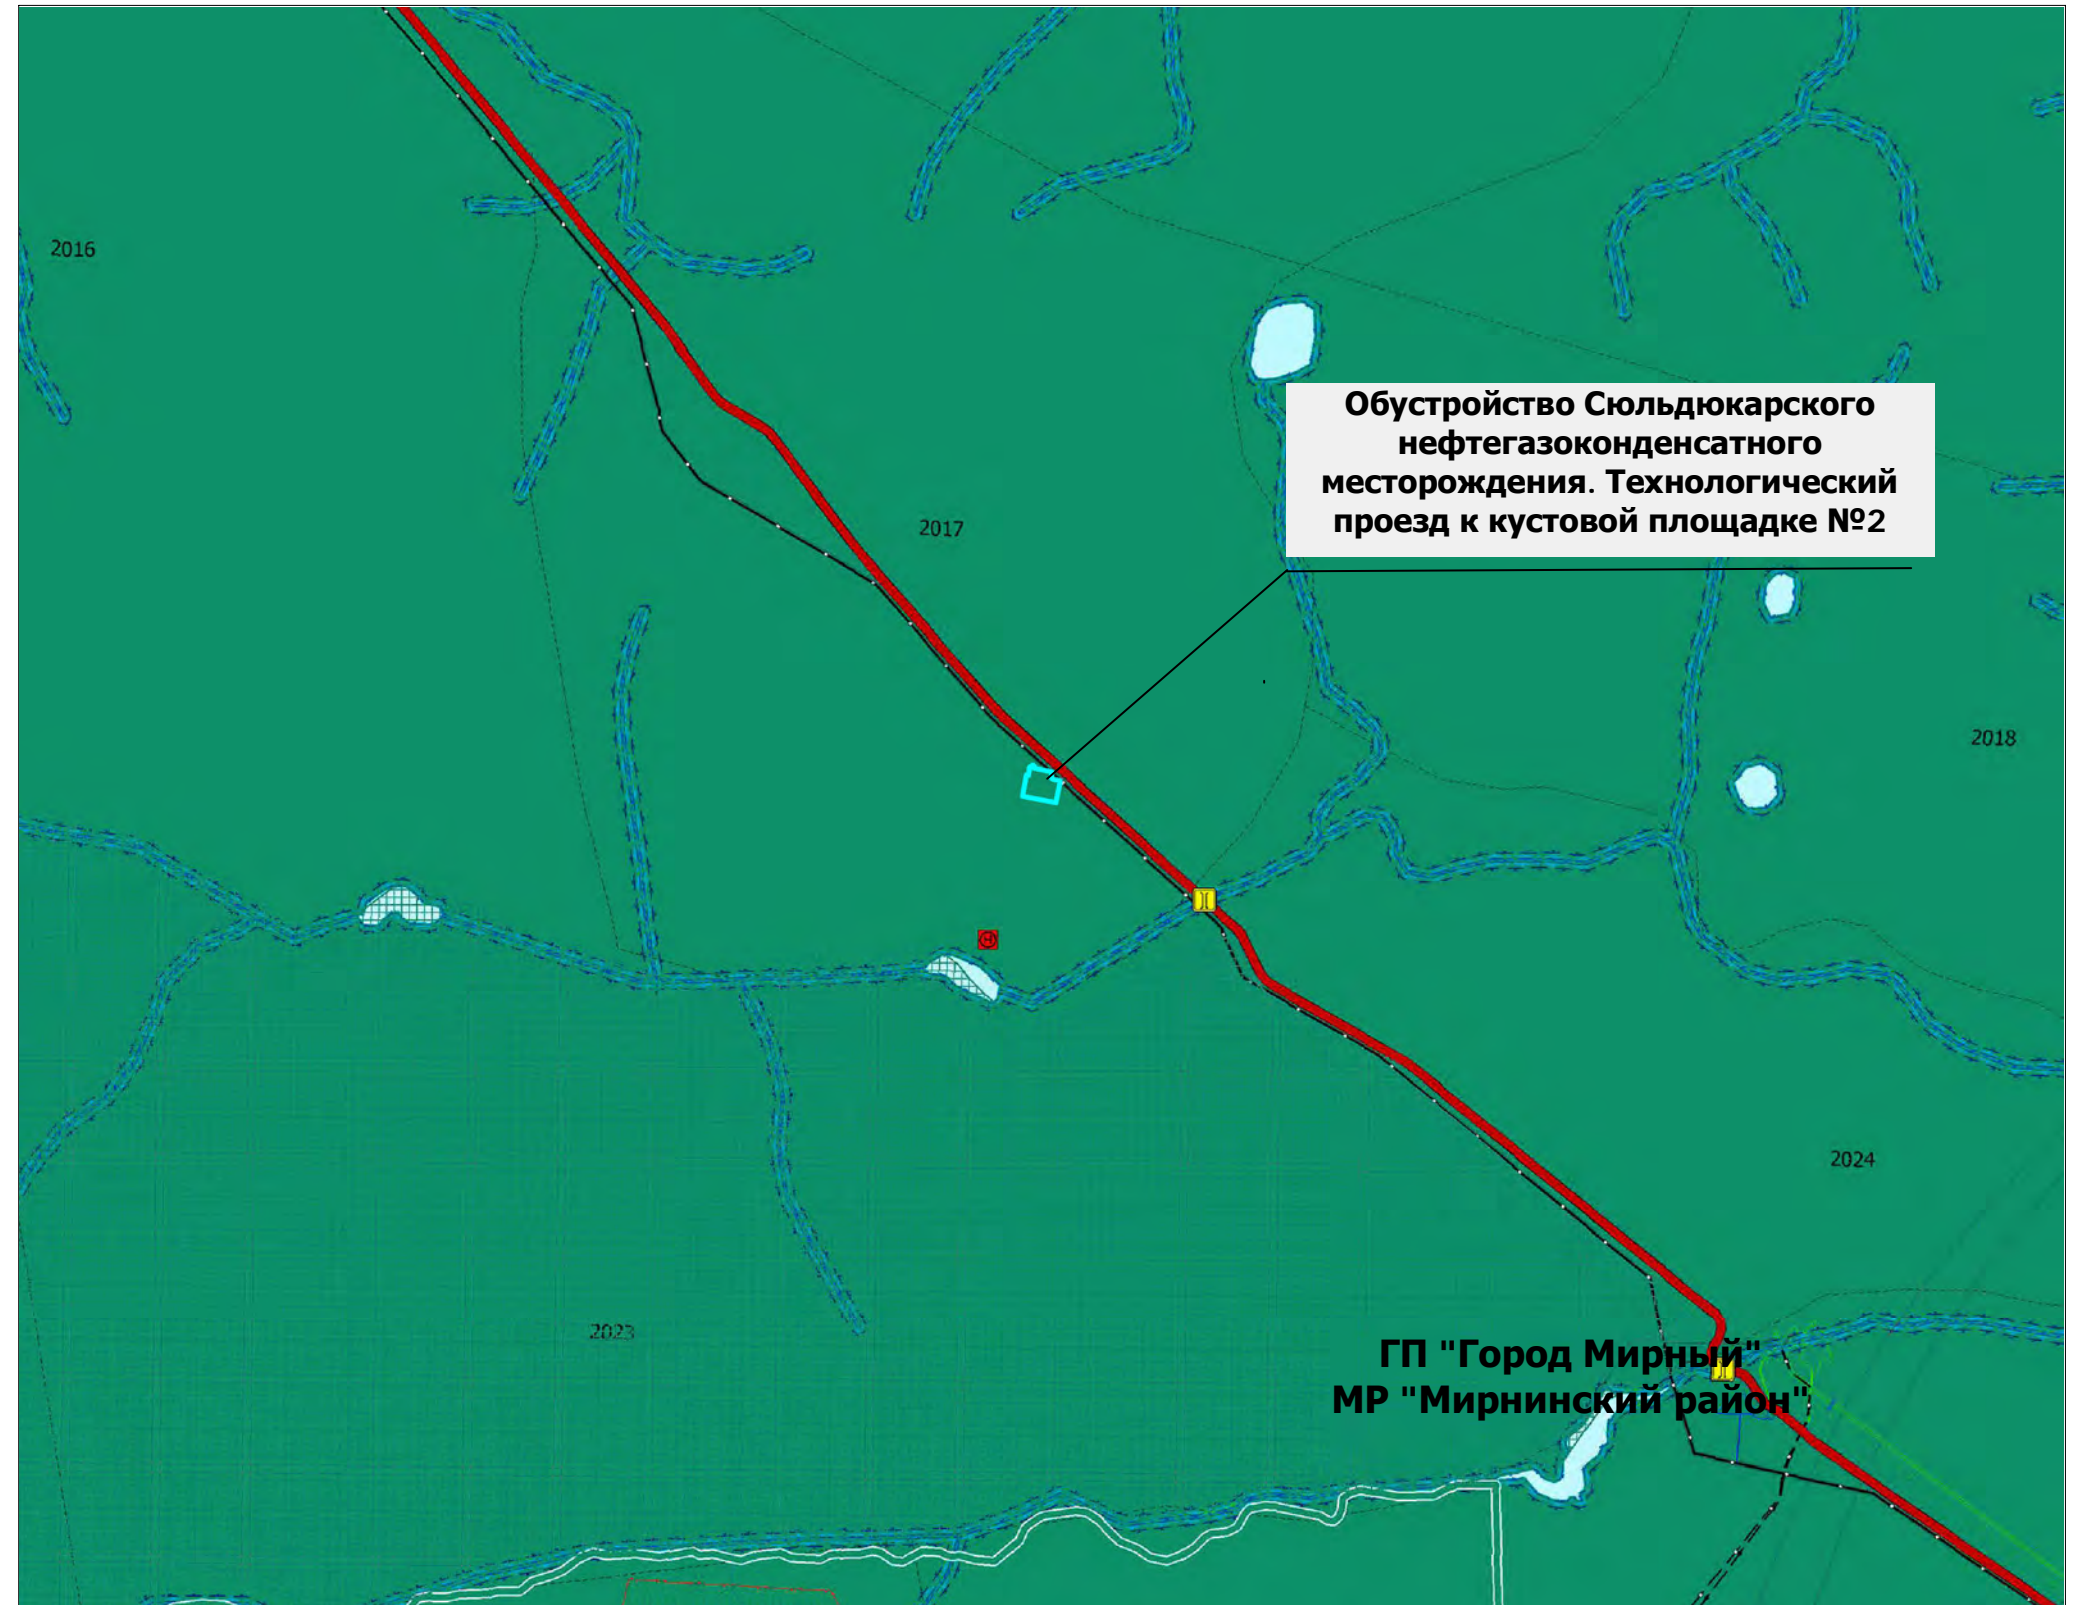 2016
Обустройство Сюльдюкарского
нефтегазоконденсатного
месторождения. Технологический
проезд к кустовой площадке №2
2017
2018
2024
2023
ГП "Город Мирный"
МР "Мирнинский район"